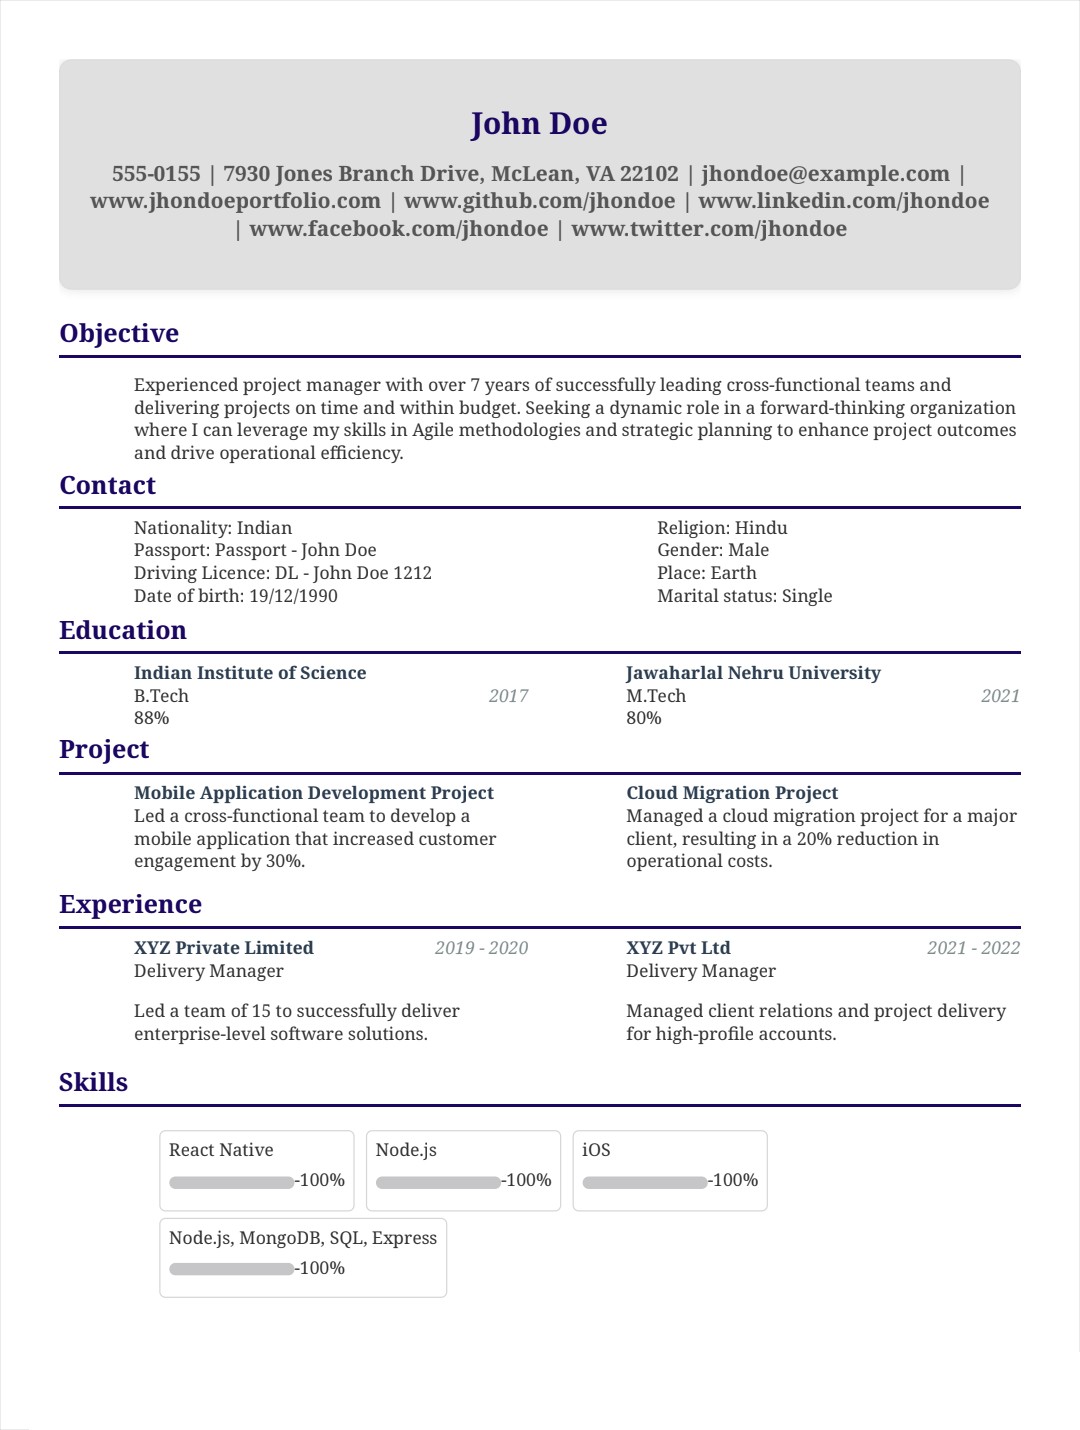 John Doe
555-0155 | 7930 Jones Branch Drive, McLean, VA 22102 | jhondoe@example.com |
www.jhondoeportfolio.com | www.github.com/jhondoe | www.linkedin.com/jhondoe
| www.facebook.com/jhondoe | www.twitter.com/jhondoe
Objective
Experienced project manager with over 7 years of successfully leading cross-functional teams and
delivering projects on time and within budget. Seeking a dynamic role in a forward-thinking organization
where I can leverage my skills in Agile methodologies and strategic planning to enhance project outcomes
and drive operational efficiency.
Contact
Nationality: Indian
Passport: Passport - John Doe
Driving Licence: DL - John Doe 1212
Date of birth: 19/12/1990
Religion: Hindu
Gender: Male
Place: Earth
Marital status: Single
Education
Indian Institute of Science
B.Tech 2017
88%
Jawaharlal Nehru University
M.Tech 2021
80%
Project
Mobile Application Development Project
Led a cross-functional team to develop a
mobile application that increased customer
engagement by 30%.
Cloud Migration Project
Managed a cloud migration project for a major
client, resulting in a 20% reduction in
operational costs.
Experience
XYZ Private Limited 2019 - 2020
Delivery Manager
Led a team of 15 to successfully deliver
enterprise-level software solutions.
XYZ Pvt Ltd 2021 - 2022
Delivery Manager
Managed client relations and project delivery
for high-profile accounts.
Skills
React Native
-100%
Node.js
-100%
iOS
-100%
Node.js, MongoDB, SQL, Express
-100%